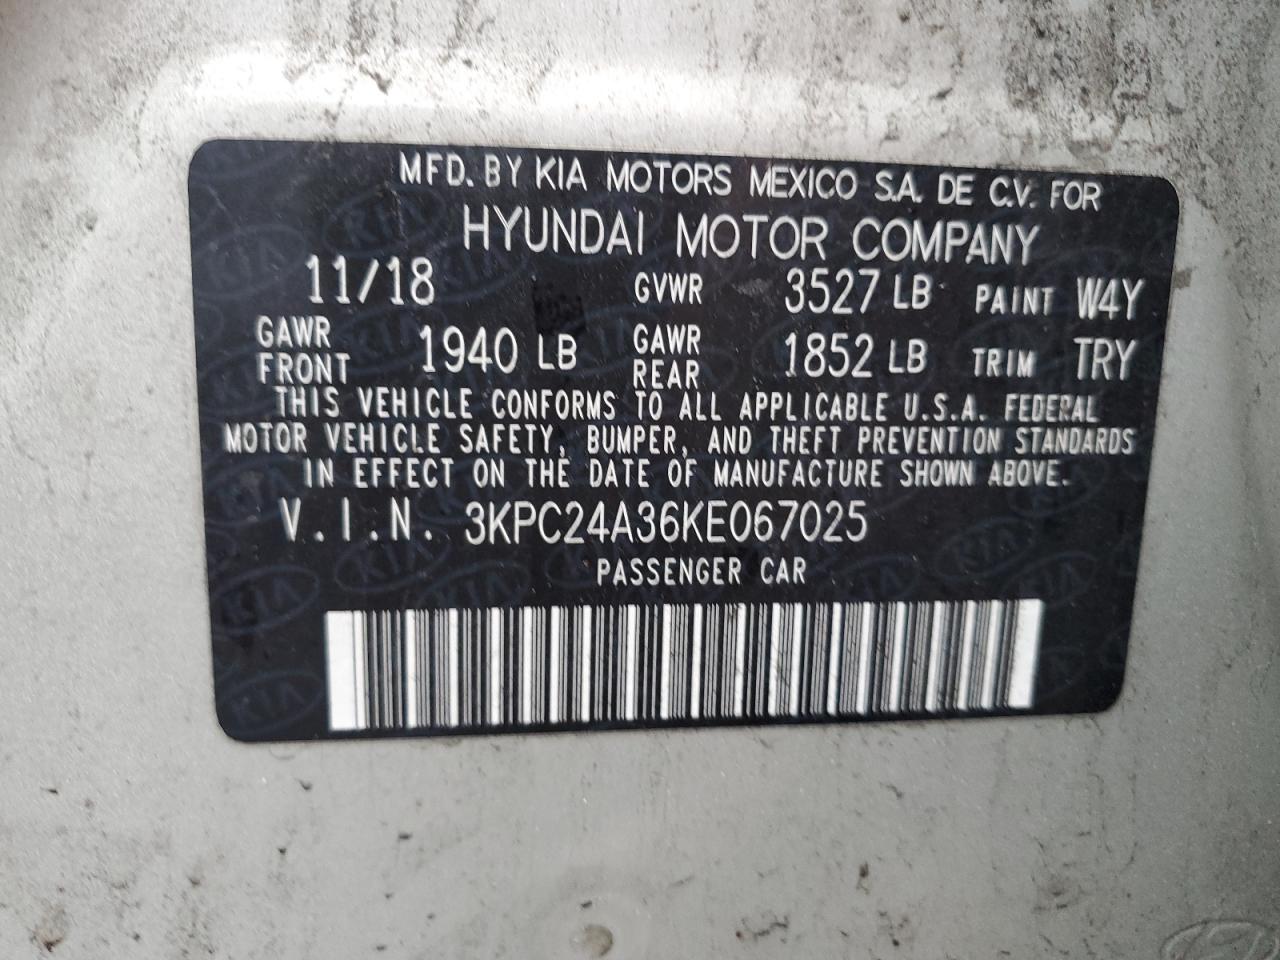 MFD. BY KIA MOTORS MEXICO S.A. DE C.V. FOR
HYUNDAI MOTOR COMPANY
11/18 GVWR 3527 LB PAINT W4Y
GAWR FRONT 1940 LB GAWR REAR 1852 LB TRIM TRY
THIS VEHICLE CONFORMS TO ALL APPLICABLE U.S.A. FEDERAL
MOTOR VEHICLE SAFETY, BUMPER, AND THEFT PREVENTION STANDARDS
IN EFFECT ON THE DATE OF MANUFACTURE SHOWN ABOVE.
V.I.N. 3KPC24A36KE067025
PASSENGER CAR